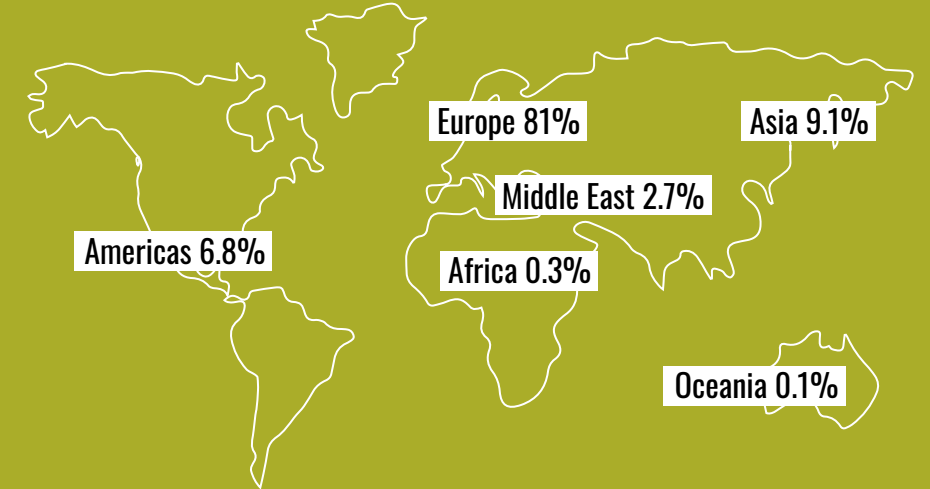 Europe 81%
Asia 9.1%
Middle East 2.7%
Americas 6.8%
Africa 0.3%
Oceania 0.1%